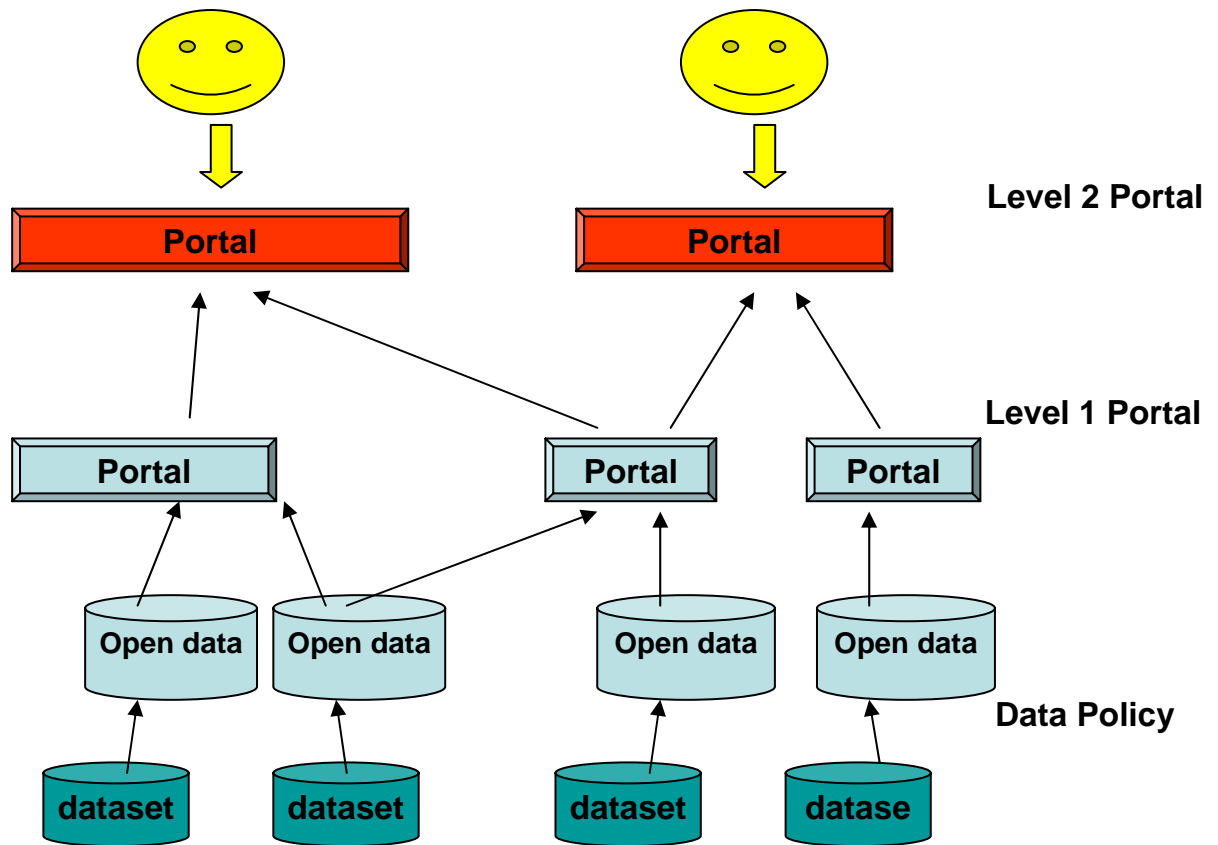 Level 2 Portal
Portal
Portal
Level 1 Portal
Portal
Portal
Portal
Open data
Open data
Open data
Open data
Data Policy
dataset
dataset
dataset
datase